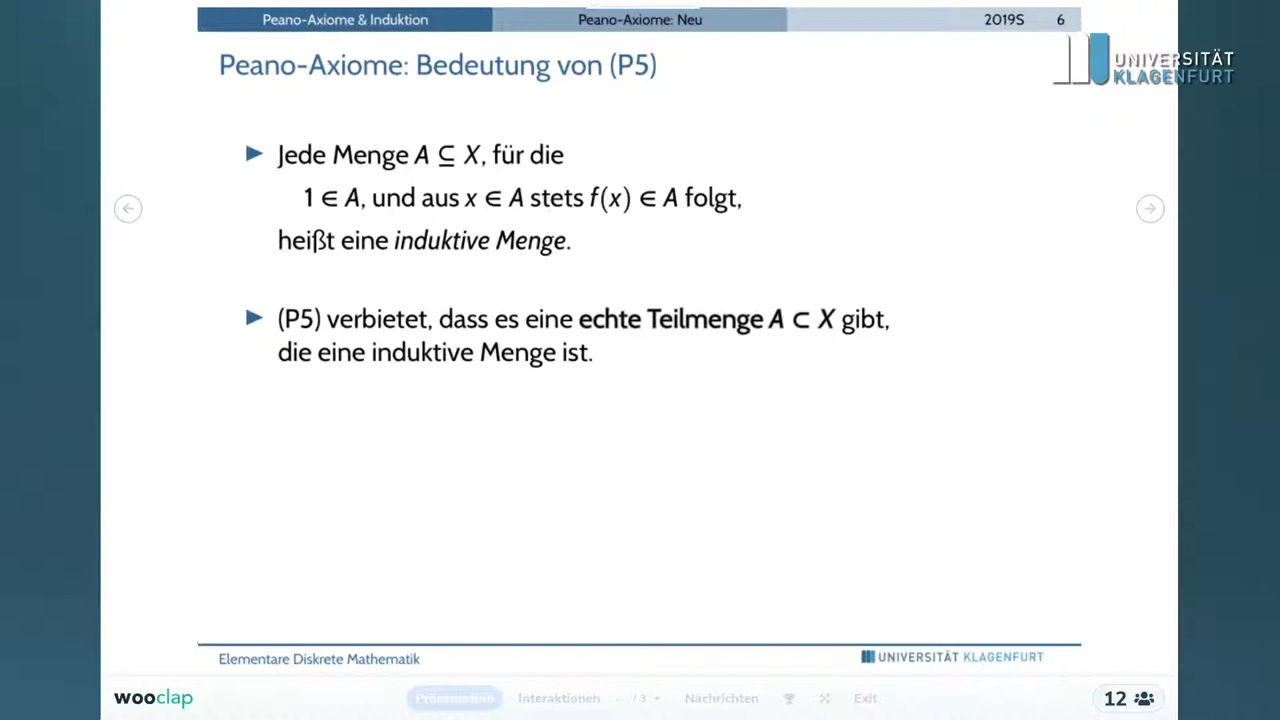 Peano-Axiome & Induktion Peano-Axiome: Neu 2019S 6
UNIVERSITÄT
KLAGENFURT
Peano-Axiome: Bedeutung von (P5)
► Jede Menge A ⊆ X, für die
1 ∈ A, und aus x ∈ A stets f(x) ∈ A folgt,
heißt eine induktive Menge.
► (P5) verbietet, dass es eine echte Teilmenge A ⊂ X gibt,
die eine induktive Menge ist.
Elementare Diskrete Mathematik UNIVERSITÄT KLAGENFURT
wooclap Präsentation Interaktionen - / 3 Nachrichten Exit 12